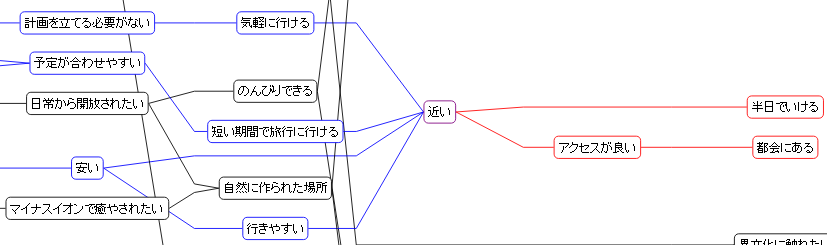 計画を立てる必要がない
気軽に行ける
予定が合わせやすい
のんびりできる
日常から開放されたい
近い
半日でいける
短い期間で旅行に行ける
アクセスが良い
都会にある
安い
自然に作られた場所
マイナスイオンで癒やされたい
行きやすい